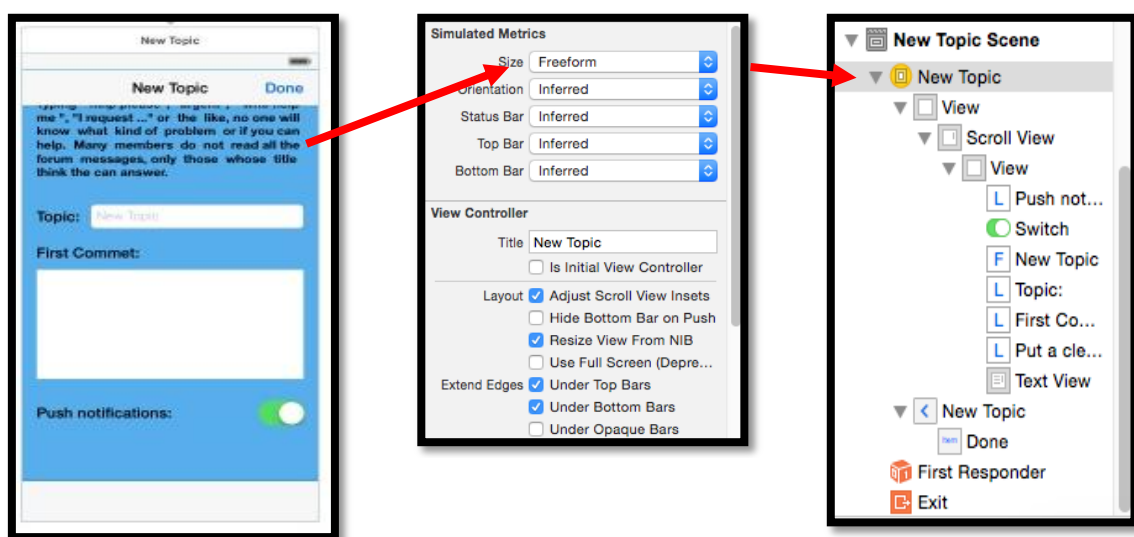 New Topic
New Topic Done
me ", "I request ..." or the like, no one will
know what kind of problem or if you can
help. Many members do not read all the
forum messages, only those whose title
think the can answer.
Topic: New Topic
First Commet:
Push notifications:
Simulated Metrics
Size Freeform
Orientation Inferred
Status Bar Inferred
Top Bar Inferred
Bottom Bar Inferred
View Controller
Title New Topic
Is Initial View Controller
Layout Adjust Scroll View Insets
Hide Bottom Bar on Push
Resize View From NIB
Use Full Screen (Depre...
Extend Edges Under Top Bars
Under Bottom Bars
Under Opaque Bars
New Topic Scene
New Topic
View
Scroll View
View
L Push not...
Switch
F New Topic
L Topic:
L First Co...
L Put a cle...
Text View
New Topic
Item Done
First Responder
Exit